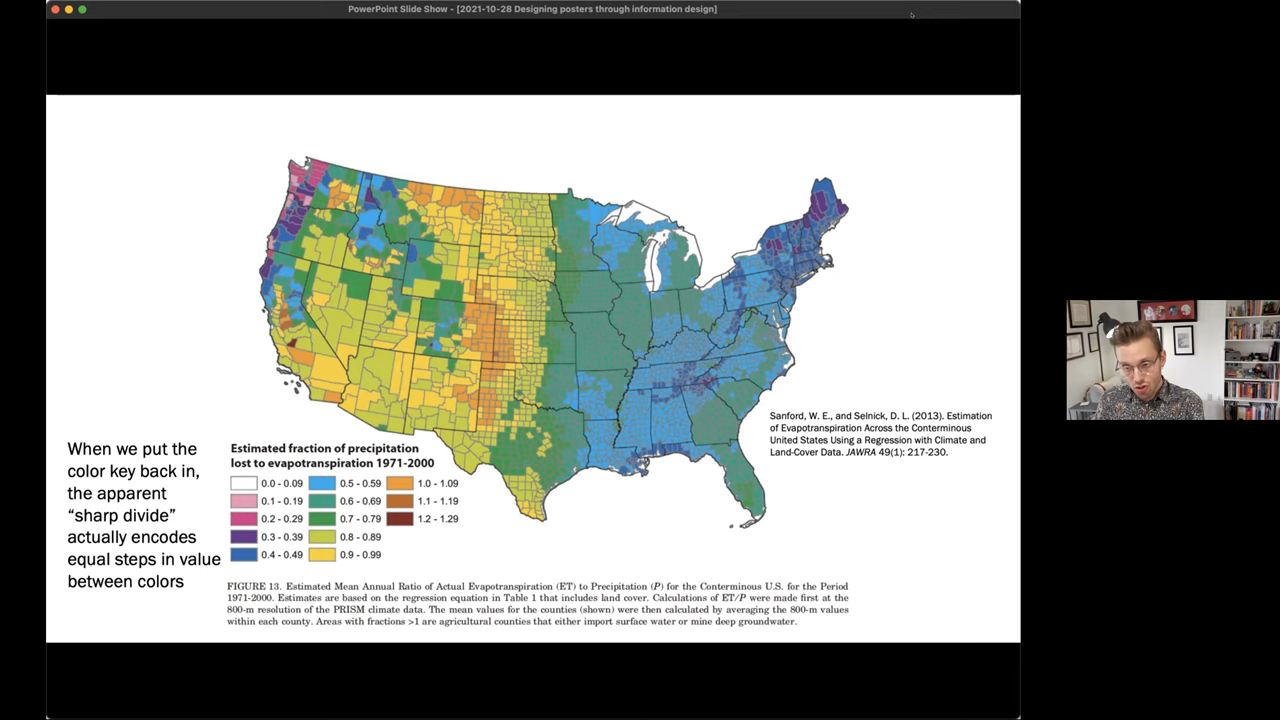 PowerPoint Slide Show - [2021-10-28 Designing posters through information design]
Sanford, W. E., and Selnick, D. L. (2013). Estimation
of Evapotranspiration Across the Conterminous
United States Using a Regression with Climate and
Land-Cover Data. JAWRA 49(1): 217-230.
When we put the
color key back in,
the apparent
“sharp divide”
actually encodes
equal steps in value
between colors
Estimated fraction of precipitation
lost to evapotranspiration 1971-2000
0.0 - 0.09
0.1 - 0.19
0.2 - 0.29
0.3 - 0.39
0.4 - 0.49
0.5 - 0.59
0.6 - 0.69
0.7 - 0.79
0.8 - 0.89
0.9 - 0.99
1.0 - 1.09
1.1 - 1.19
1.2 - 1.29
FIGURE 13. Estimated Mean Annual Ratio of Actual Evapotranspiration (ET) to Precipitation (P) for the Conterminous U.S. for the Period
1971-2000. Estimates are based on the regression equation in Table 1 that includes land cover. Calculations of ET/P were made first at the
800-m resolution of the PRISM climate data. The mean values for the counties (shown) were then calculated by averaging the 800-m values
within each county. Areas with fractions >1 are agricultural counties that either import surface water or mine deep groundwater.